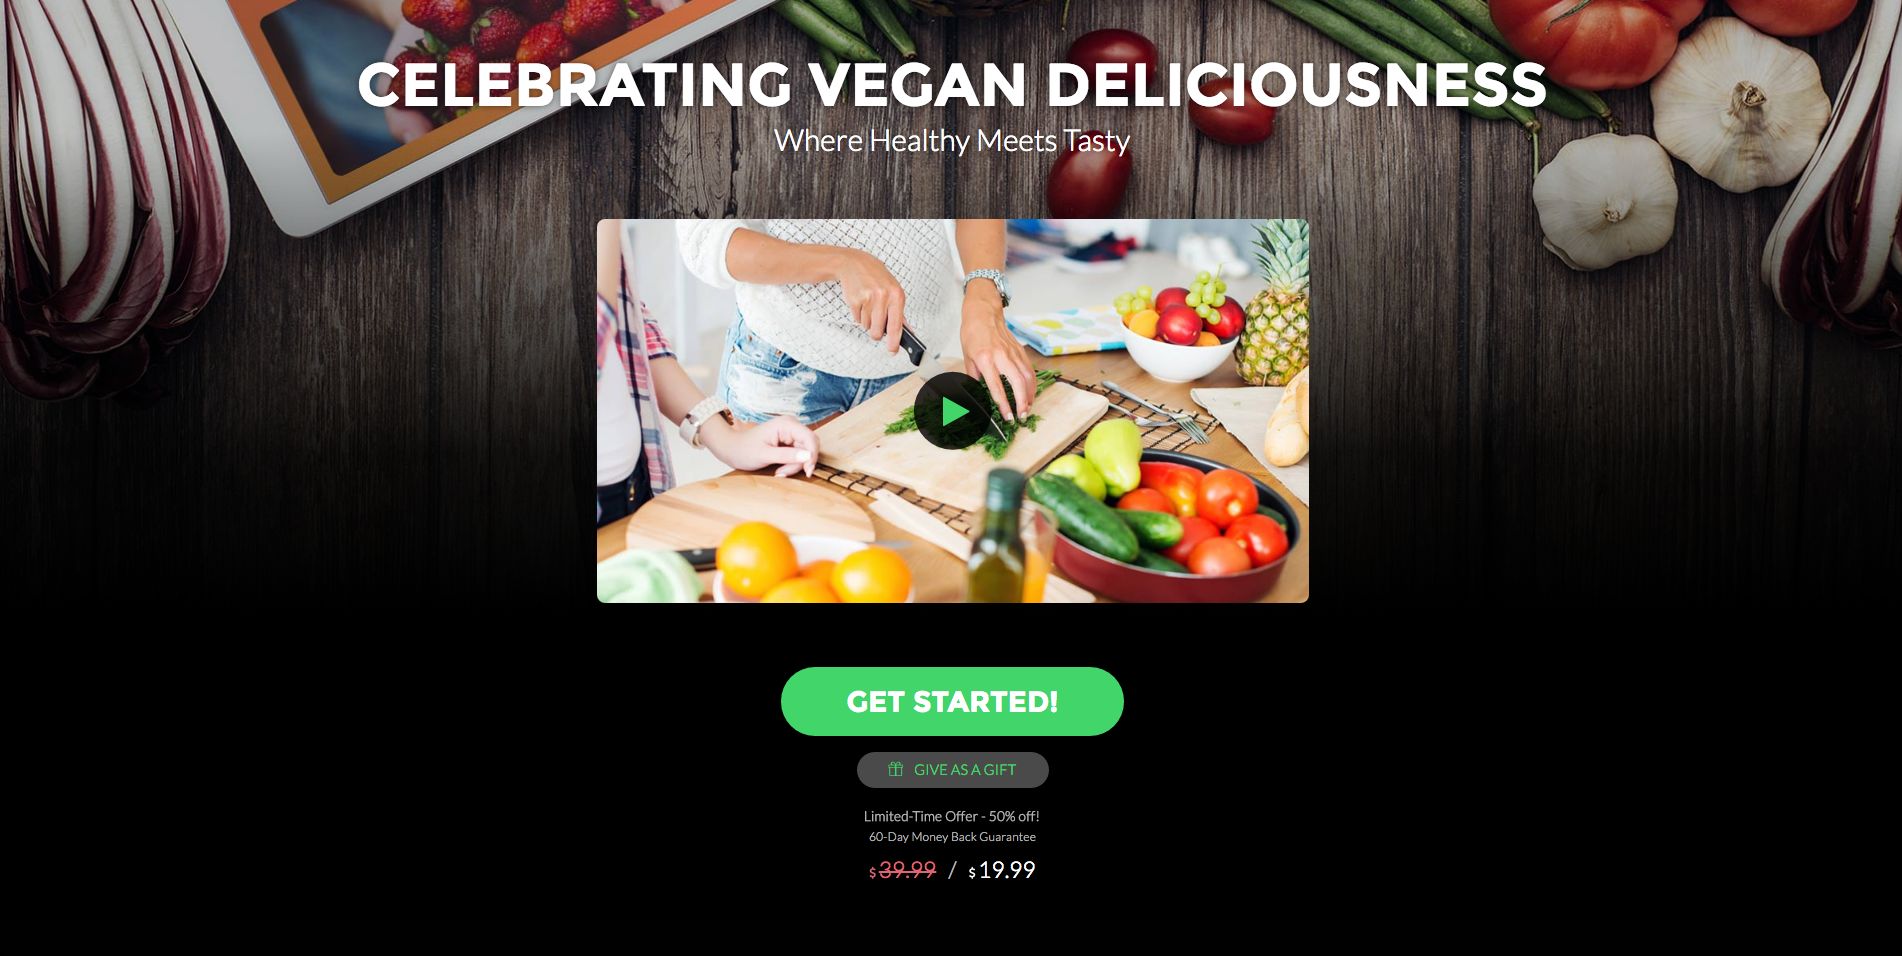 CELEBRATING VEGAN DELICIOUSNESS
Where Healthy Meets Tasty
GET STARTED!
GIVE AS A GIFT
Limited-Time Offer - 50% off!
60-Day Money Back Guarantee
$39.99 / $19.99